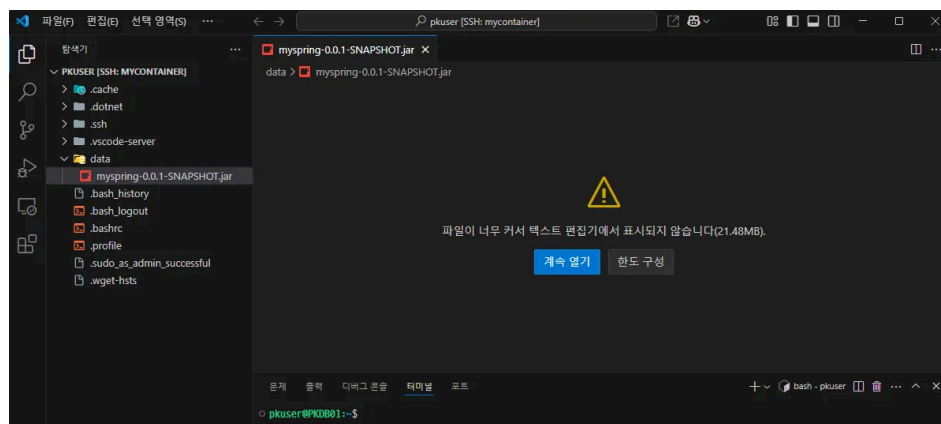 파일(F) 편집(E) 선택 영역(S) ··· pkuser [SSH: mycontainer]
탐색기 ···
PKUSER [SSH: MYCONTAINER]
.cache
.dotnet
.ssh
.vscode-server
data
myspring-0.0.1-SNAPSHOT.jar
.bash_history
.bash_logout
.bashrc
.profile
.sudo_as_admin_successful
.wget-hsts
myspring-0.0.1-SNAPSHOT.jar
data > myspring-0.0.1-SNAPSHOT.jar
파일이 너무 커서 텍스트 편집기에서 표시되지 않습니다(21.48MB).
계속 열기 한도 구성
문제 출력 디버그 콘솔 터미널 포트 bash - pkuser
pkuser@PKDB01:~$